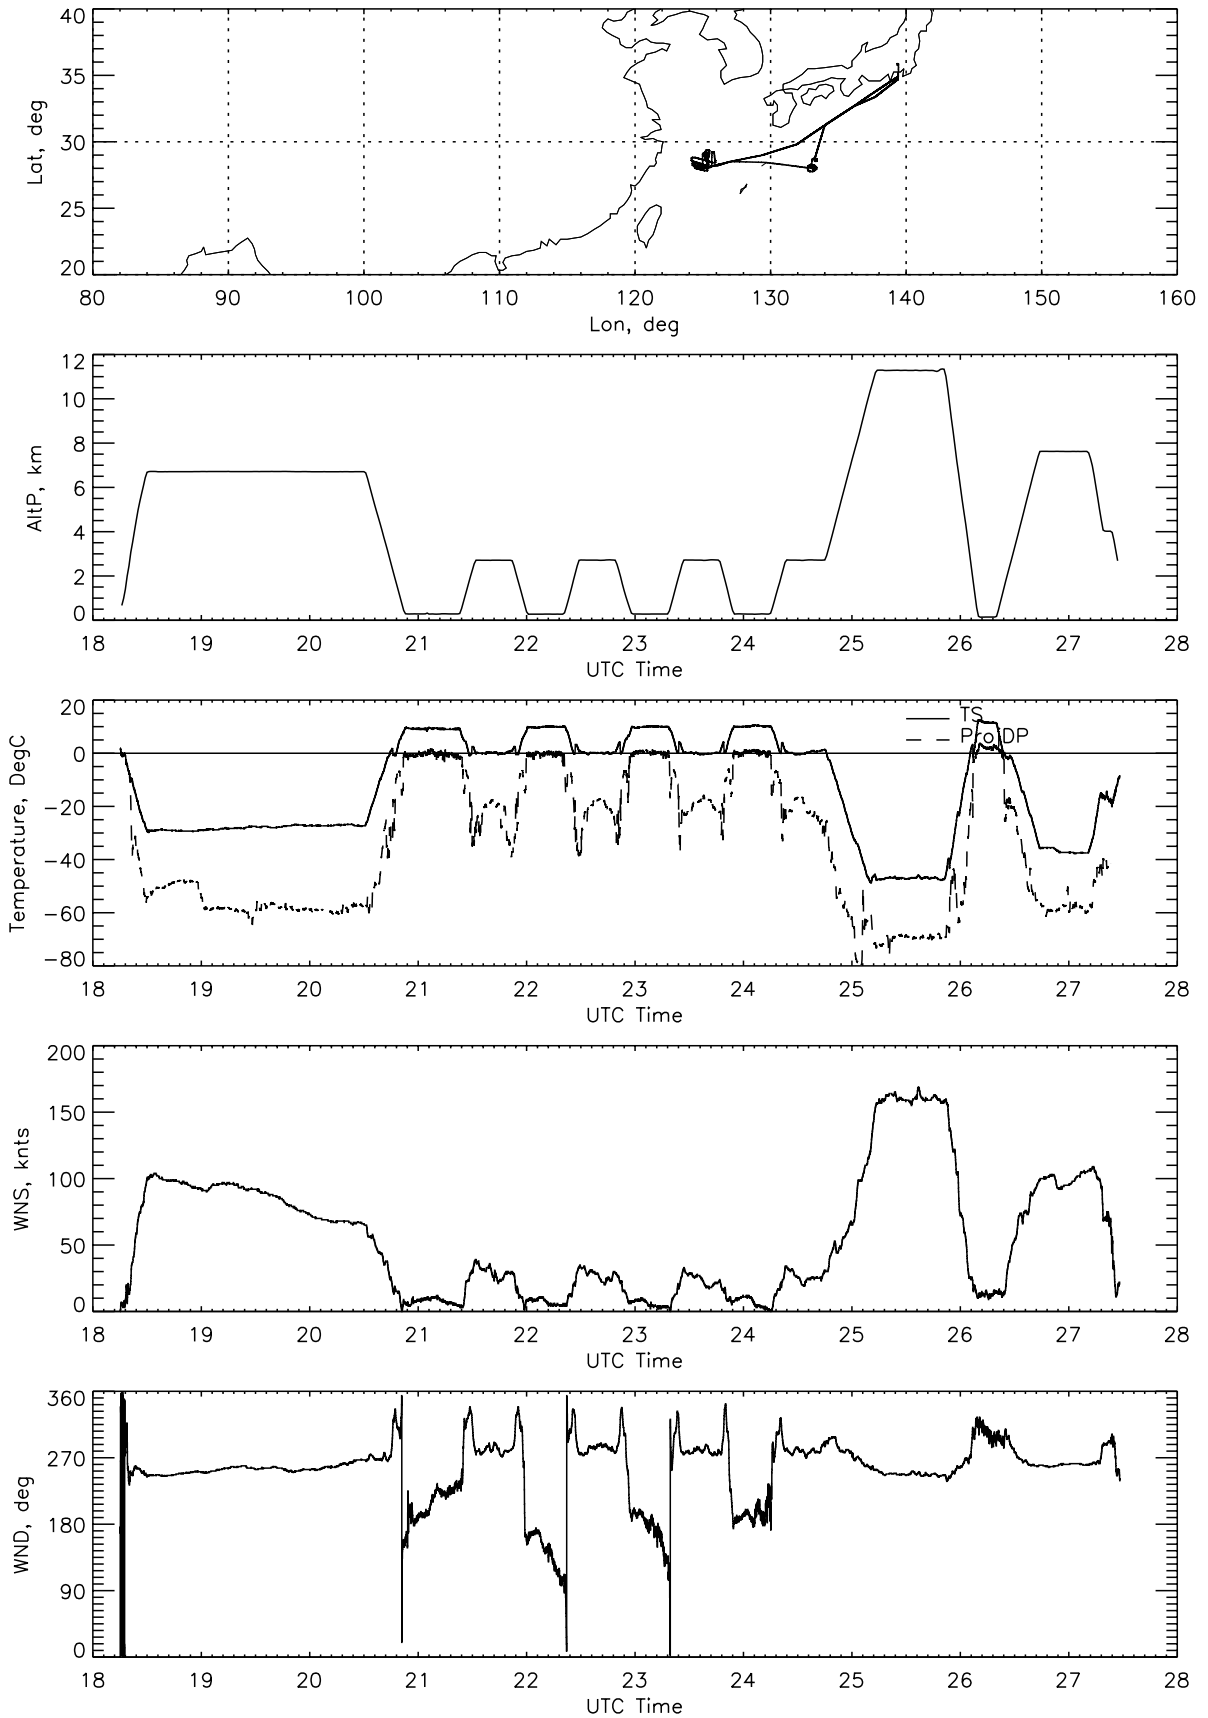 40
35
30
25
20
Lat, deg
80 90 100 110 120 130 140 150 160
Lon, deg
12
10
8
6
4
2
0
AltP, km
18 19 20 21 22 23 24 25 26 27 28
UTC Time
20
0
−20
−40
−60
−80
Temperature, DegC
TS
Pro DP
18 19 20 21 22 23 24 25 26 27 28
UTC Time
200
150
100
50
0
WNS, knts
18 19 20 21 22 23 24 25 26 27 28
UTC Time
360
270
180
90
0
WND, deg
18 19 20 21 22 23 24 25 26 27 28
UTC Time